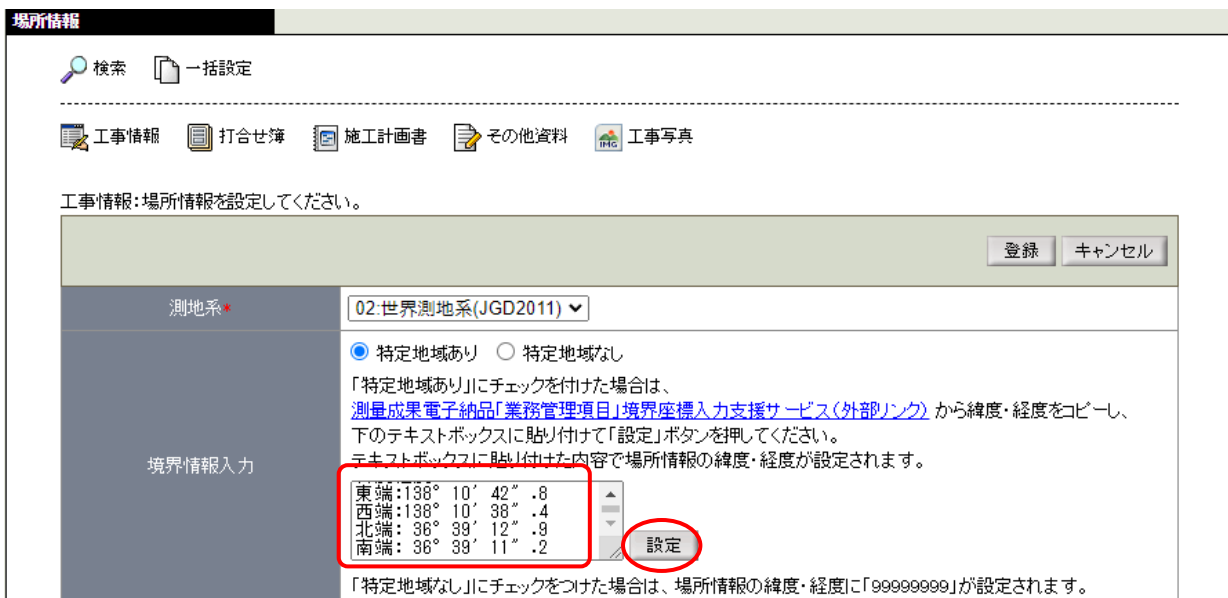 場所情報
検索 一括設定
工事情報 打合せ簿 施工計画書 その他資料 IMG 工事写真
工事情報:場所情報を設定してください。
登録 キャンセル
測地系* 02:世界測地系(JGD2011)
特定地域あり 特定地域なし
「特定地域あり」にチェックを付けた場合は、
測量成果電子納品「業務管理項目」境界座標入力支援サービス(外部リンク) から緯度・経度をコピーし、
下のテキストボックスに貼り付けて「設定」ボタンを押してください。
境界情報入力
テキストボックスに貼り付けた内容で場所情報の緯度・経度が設定されます。
東端:138° 10′ 42″ .8
西端:138° 10′ 38″ .4
北端: 36° 39′ 12″ .9
南端: 36° 39′ 11″ .2
設定
「特定地域なし」にチェックをつけた場合は、場所情報の緯度・経度に「99999999」が設定されます。